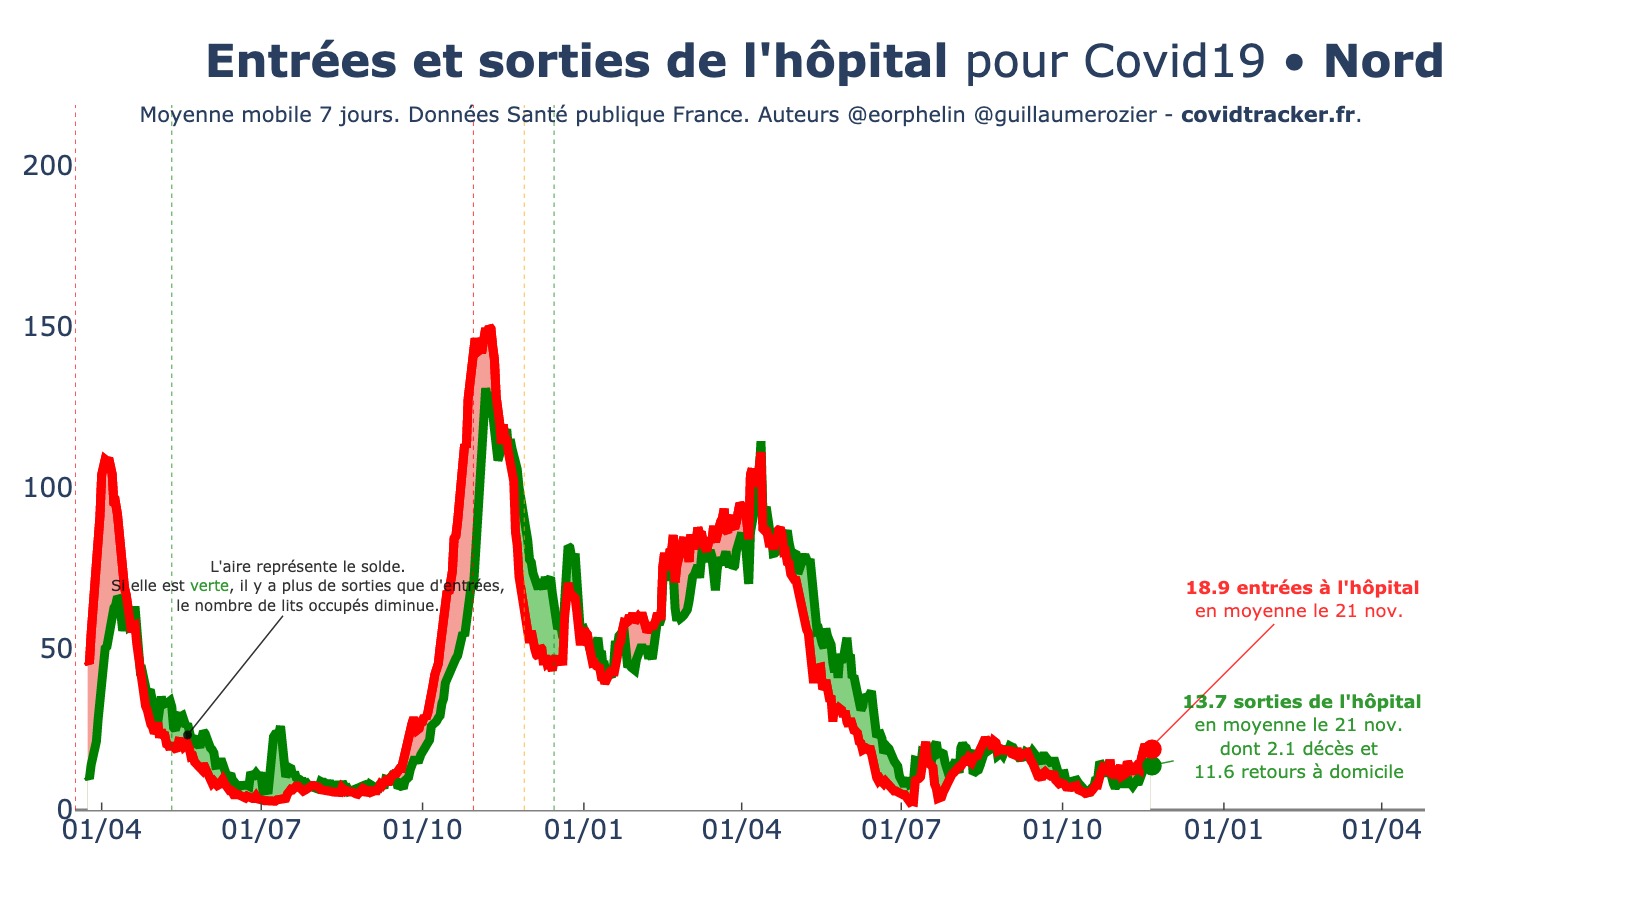 Entrées et sorties de l'hôpital pour Covid19 • Nord
Moyenne mobile 7 jours. Données Santé publique France. Auteurs @eorphelin @guillaumerozier - covidtracker.fr.
200
150
100
50
0
L'aire représente le solde.
Si elle est verte, il y a plus de sorties que d'entrées,
le nombre de lits occupés diminue.
18.9 entrées à l'hôpital
en moyenne le 21 nov.
13.7 sorties de l'hôpital
en moyenne le 21 nov.
dont 2.1 décès et
11.6 retours à domicile
01/04 01/07 01/10 01/01 01/04 01/07 01/10 01/01 01/04